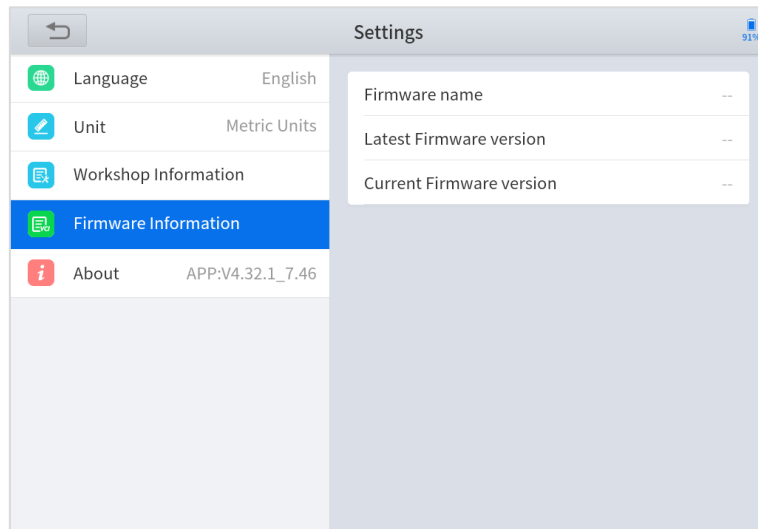 Settings
91%
Language English
Unit Metric Units
Workshop Information
Firmware Information
About APP:V4.32.1_7.46
Firmware name --
Latest Firmware version --
Current Firmware version --